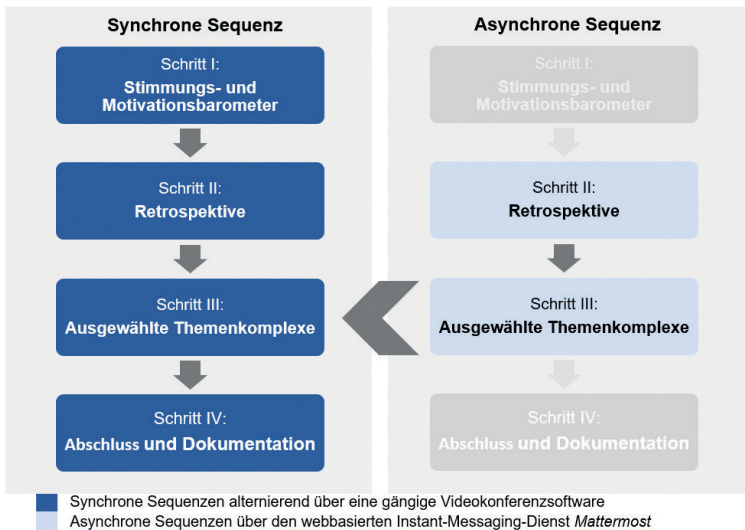 Synchrone Sequenz
Schritt I:
Stimmungs- und
Motivationsbarometer
Schritt II:
Retrospektive
Schritt III:
Ausgewählte Themenkomplexe
Schritt IV:
Abschluss und Dokumentation
Asynchrone Sequenz
Schritt I:
Stimmungs- und
Motivationsbarometer
Schritt II:
Retrospektive
Schritt III:
Ausgewählte Themenkomplexe
Schritt IV:
Abschluss und Dokumentation
Synchrone Sequenzen alternierend über eine gängige Videokonferenzsoftware
Asynchrone Sequenzen über den webbasierten Instant-Messaging-Dienst Mattermost